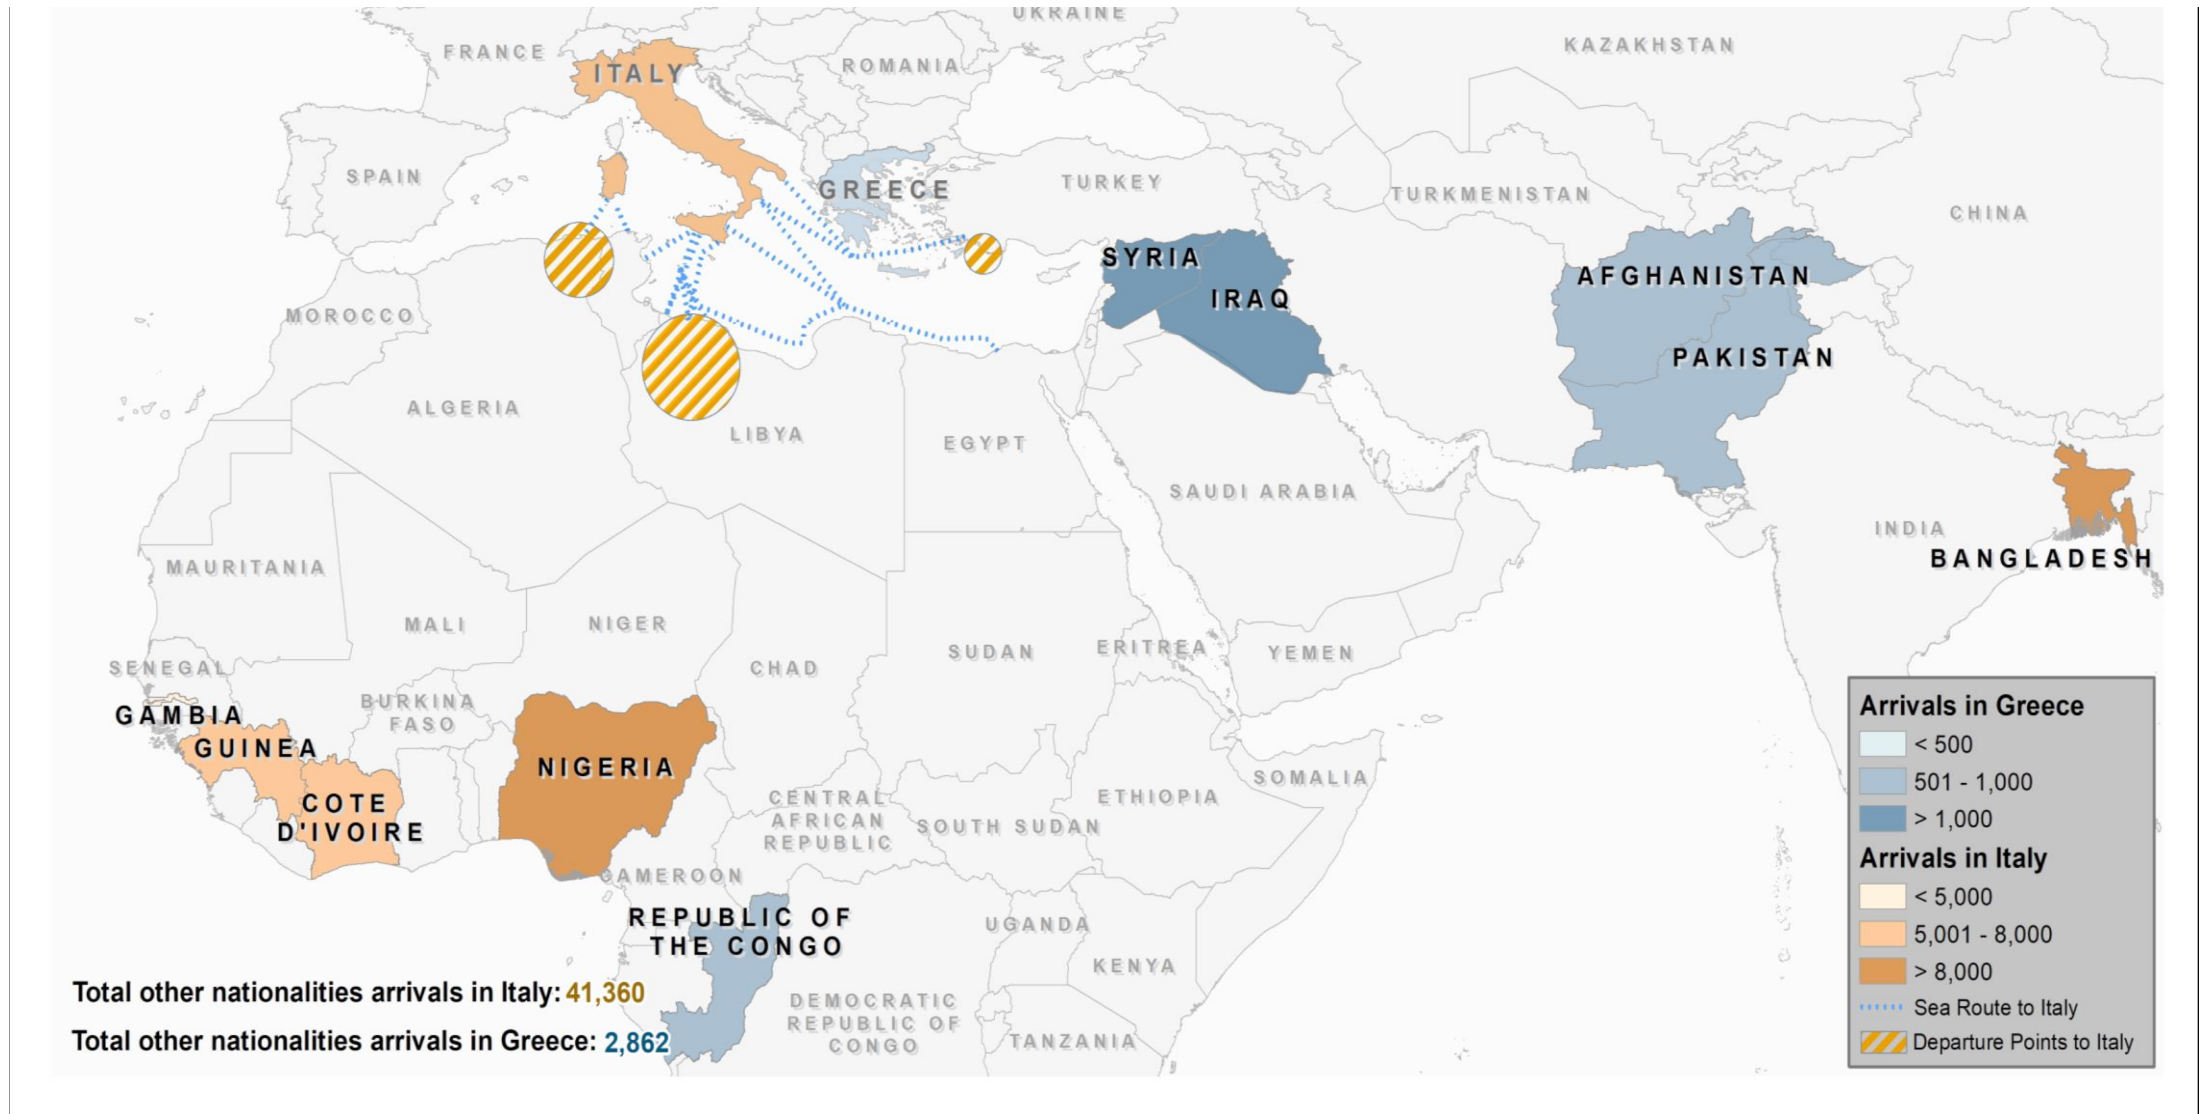 UKRAINE
FRANCE
ITALY
ROMANIA
KAZAKHSTAN
SPAIN
GREECE
TURKEY
TURKMENISTAN
CHINA
SYRIA
IRAQ
AFGHANISTAN
PAKISTAN
MOROCCO
ALGERIA
LIBYA
EGYPT
SAUDI ARABIA
INDIA
BANGLADESH
MAURITANIA
MALI
NIGER
CHAD
SUDAN
ERITREA
YEMEN
SENEGAL
GAMBIA
GUINEA
BURKINA
FASO
COTE
D'IVOIRE
NIGERIA
CENTRAL
AFRICAN
REPUBLIC
SOUTH SUDAN
ETHIOPIA
SOMALIA
CAMEROON
REPUBLIC OF
THE CONGO
UGANDA
KENYA
DEMOCRATIC
REPUBLIC OF
CONGO
TANZANIA
Total other nationalities arrivals in Italy: 41,360
Total other nationalities arrivals in Greece: 2,862
Arrivals in Greece
< 500
501 - 1,000
> 1,000
Arrivals in Italy
< 5,000
5,001 - 8,000
> 8,000
Sea Route to Italy
Departure Points to Italy